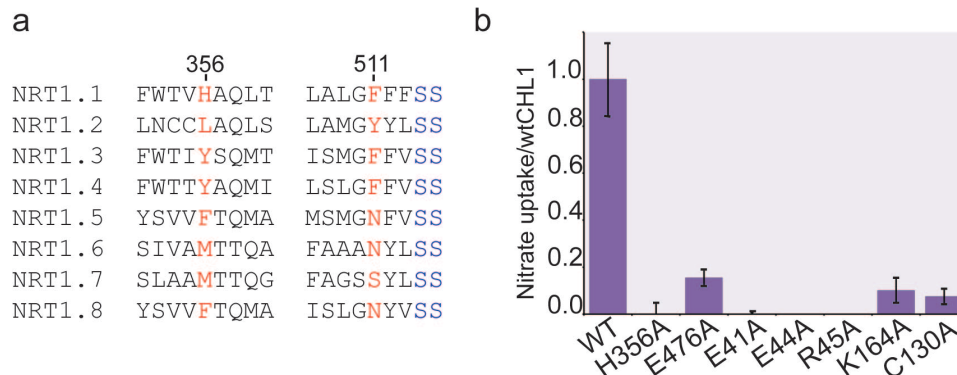 a
356 511
NRT1.1 FWTVHAQLT LALGFFFSS
NRT1.2 LNCCLAQLS LAMGYYLSS
NRT1.3 FWTIYSQMT ISMGFFVSS
NRT1.4 FWTTYAQMI LSLGFFVSS
NRT1.5 YSVVFTQMA MSMGNFVSS
NRT1.6 SIVAMTTQA FAAANYLSS
NRT1.7 SLAAMTTQG FAGSSYLSS
NRT1.8 YSVVFTQMA ISLGNYVSS
b
Nitrate uptake/wtCHL1
1.0
0.8
0.6
0.4
0.2
0.0
WT H356A E476A E41A E44A R45A K164A C130A